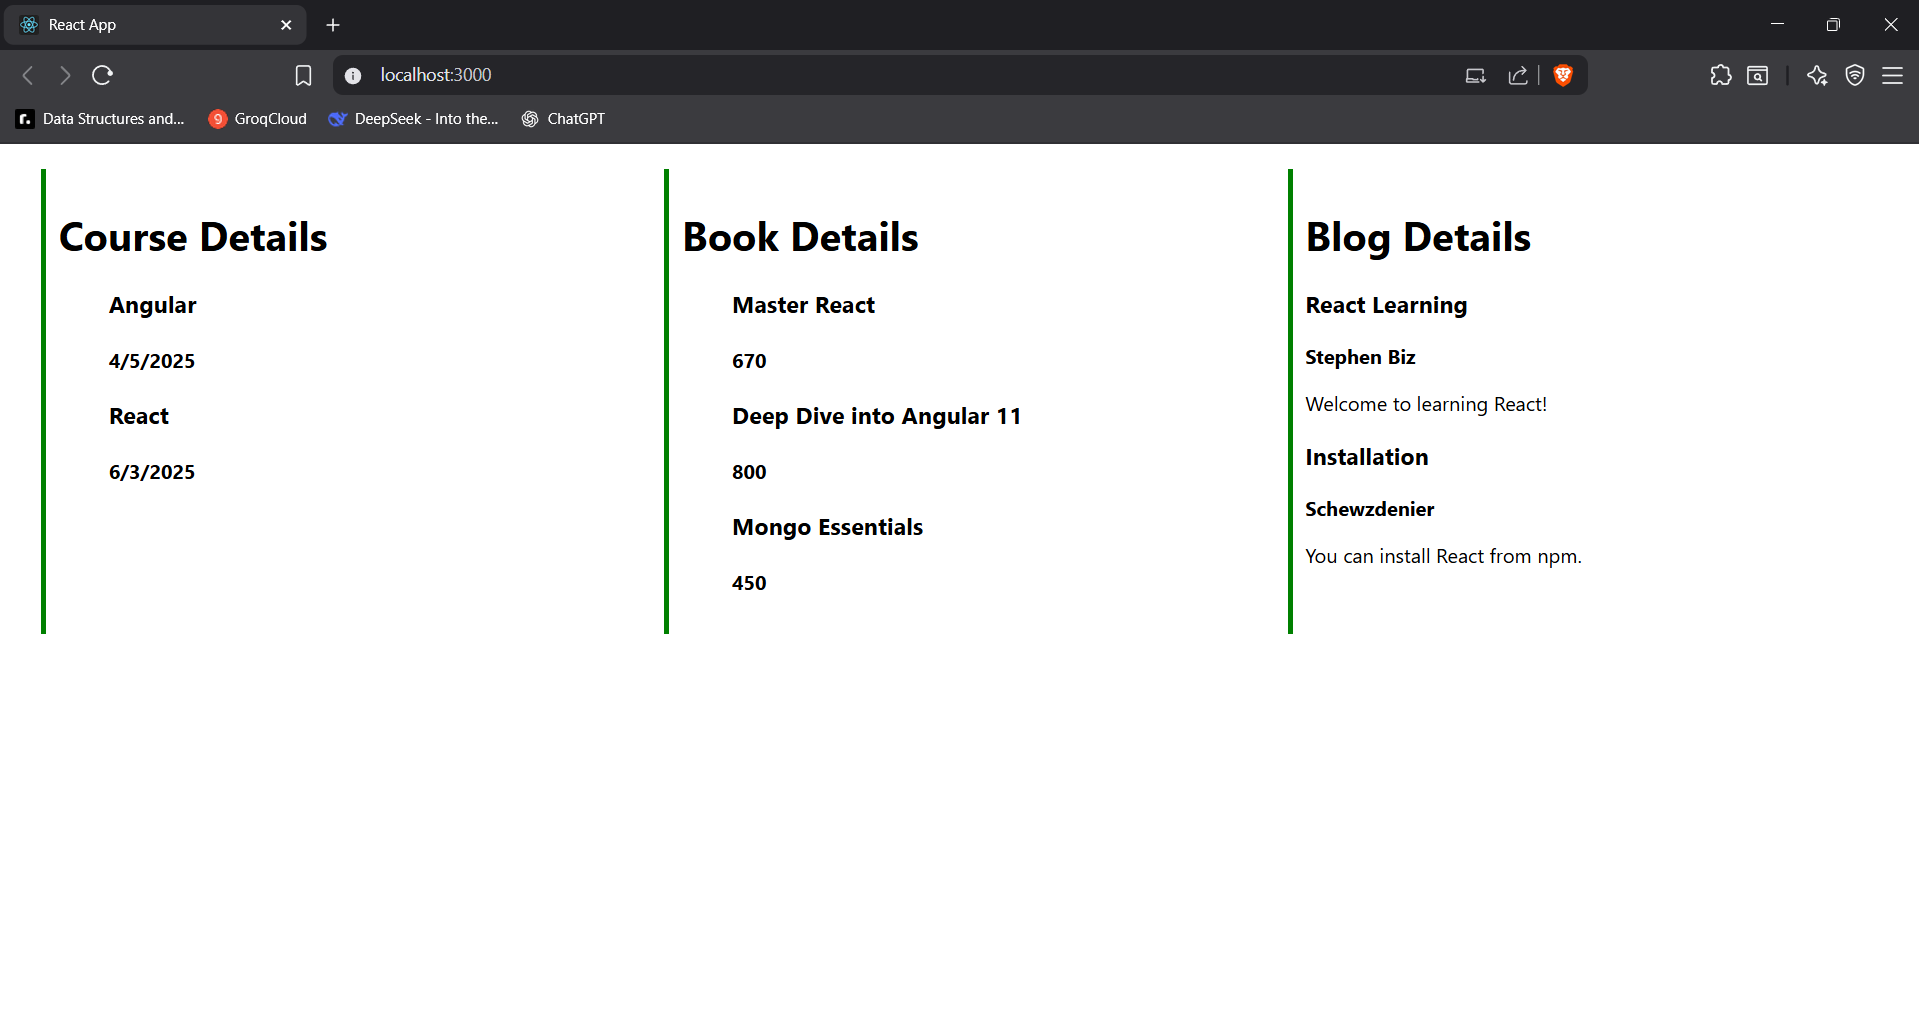 React App
localhost:3000
Data Structures and...
GroqCloud
DeepSeek - Into the...
ChatGPT
Course Details
Angular
4/5/2025
React
6/3/2025
Book Details
Master React
670
Deep Dive into Angular 11
800
Mongo Essentials
450
Blog Details
React Learning
Stephen Biz
Welcome to learning React!
Installation
Schewzdenier
You can install React from npm.